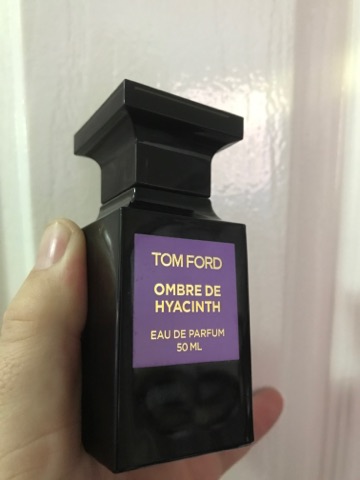 TOM FORD
OMBRE DE
HYACINTH
EAU DE PARFUM
50 ML